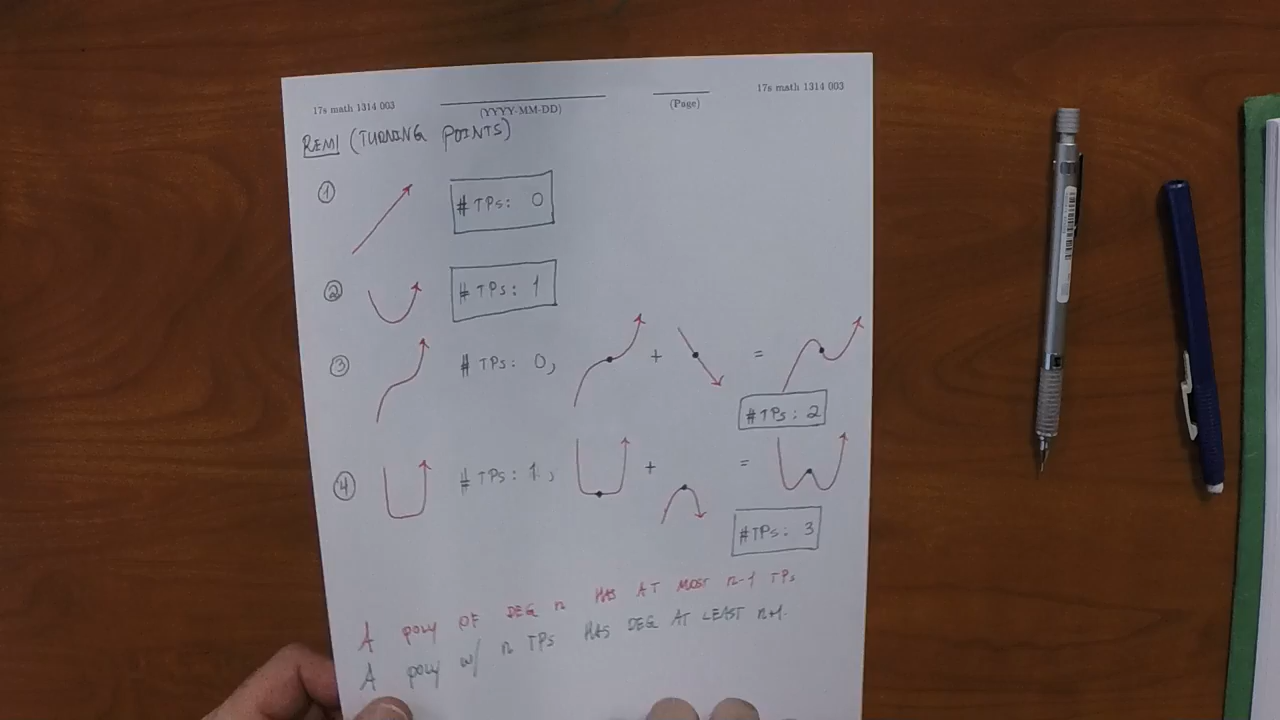 17s math 1314 003 (YYYY-MM-DD) (Page) 17s math 1314 003
REM (TURNING POINTS)
① # TPs: 0
② # TPs: 1
③ # TPs: 0, + =
# TPs: 2
④ # TPs: 1, + =
# TPs: 3
A POLY OF DEG n HAS AT MOST n-1 TPs
A POLY w/ n TPs HAS DEG AT LEAST n+1.